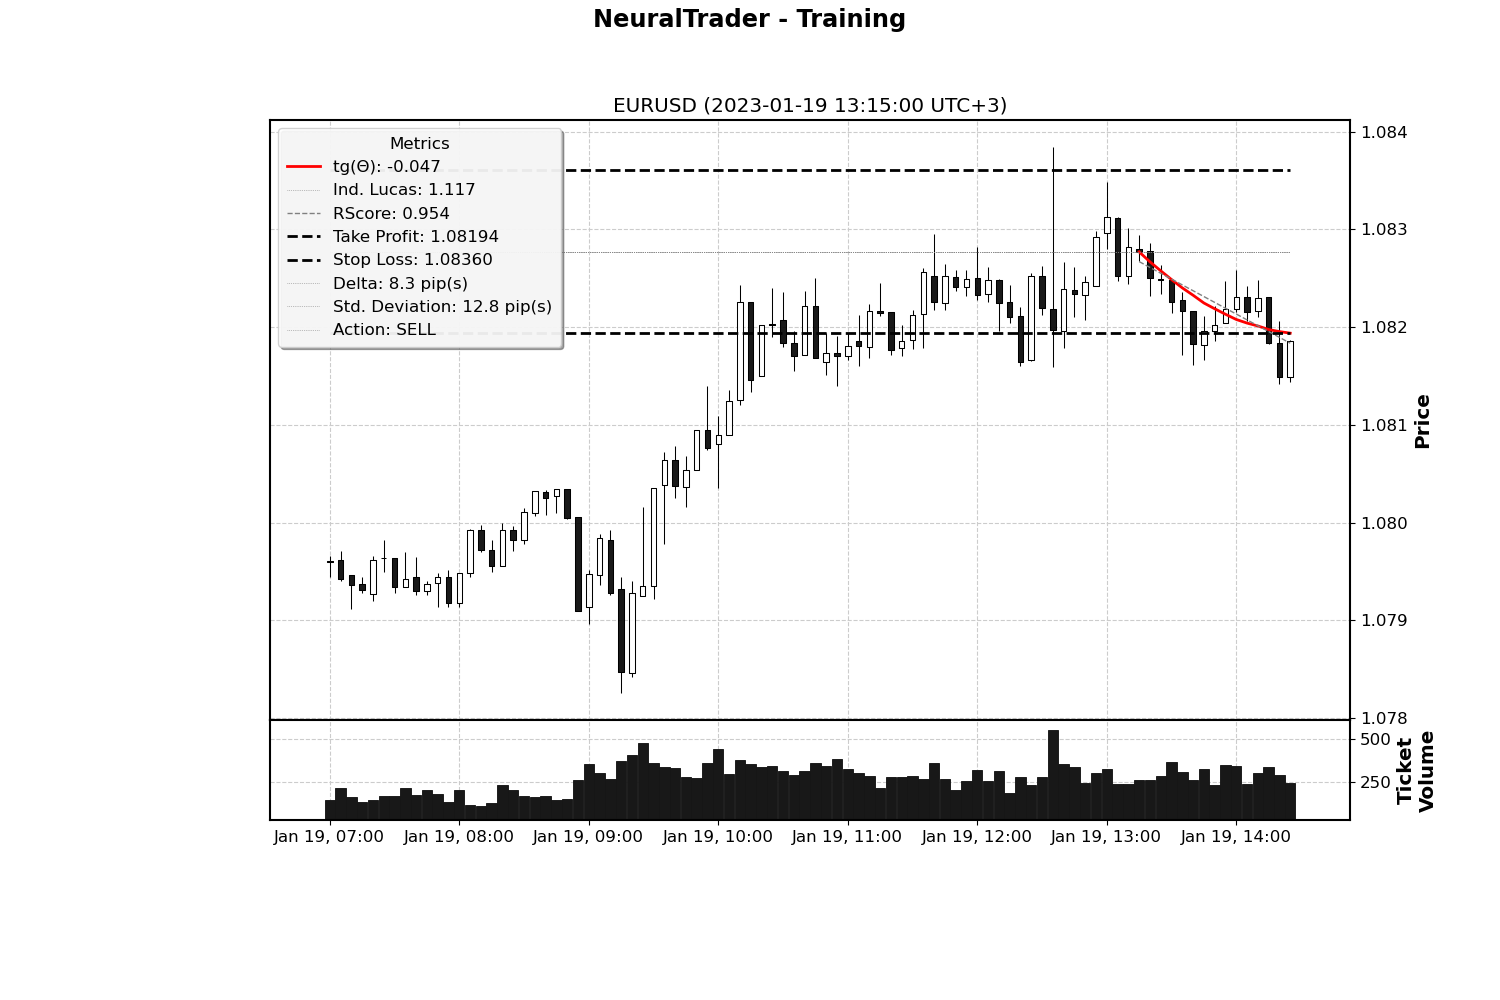 NeuralTrader - Training
EURUSD (2023-01-19 13:15:00 UTC+3)
Metrics
tg(Θ): -0.047
Ind. Lucas: 1.117
RScore: 0.954
Take Profit: 1.08194
Stop Loss: 1.08360
Delta: 8.3 pip(s)
Std. Deviation: 12.8 pip(s)
Action: SELL
1.084
1.083
1.082
1.081
1.080
1.079
1.078
Price
500
250
Ticket
Volume
Jan 19, 07:00
Jan 19, 08:00
Jan 19, 09:00
Jan 19, 10:00
Jan 19, 11:00
Jan 19, 12:00
Jan 19, 13:00
Jan 19, 14:00